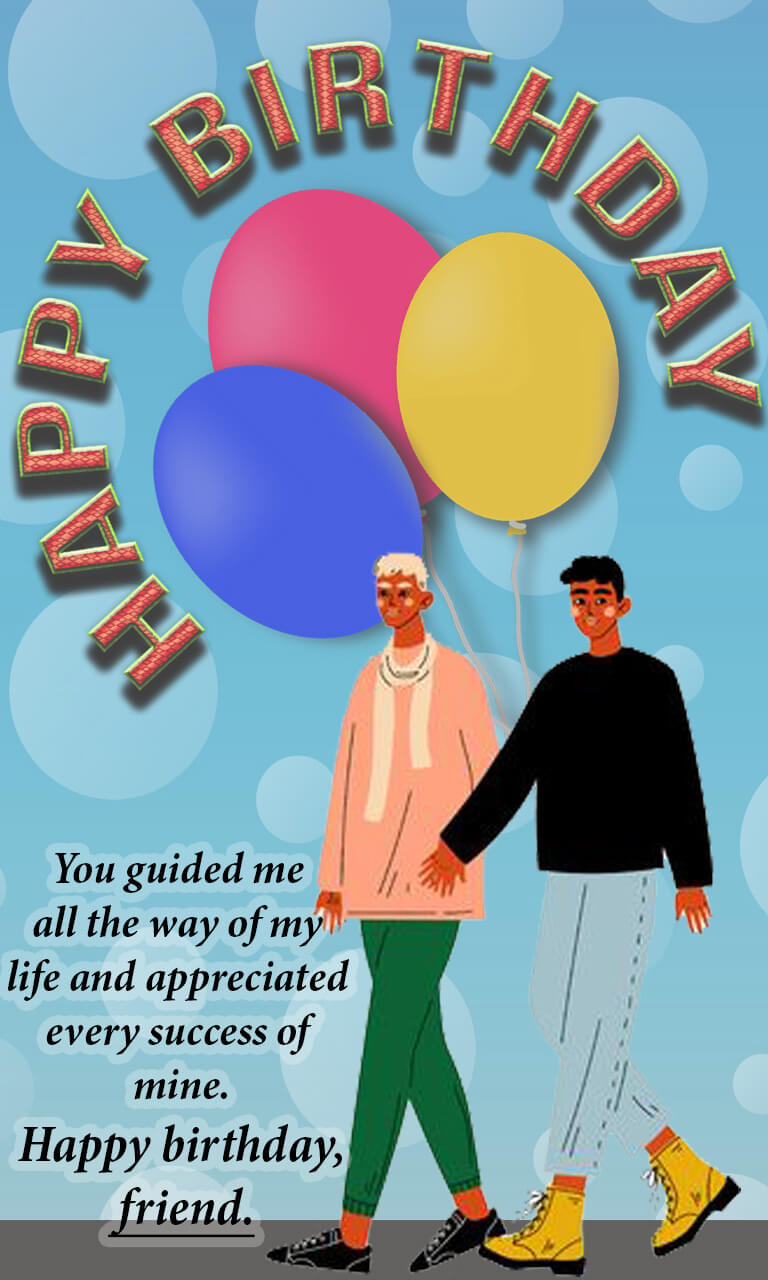 HAPPY BIRTHDAY
You guided me
all the way of my
life and appreciated
every success of
mine.
Happy birthday,
friend.